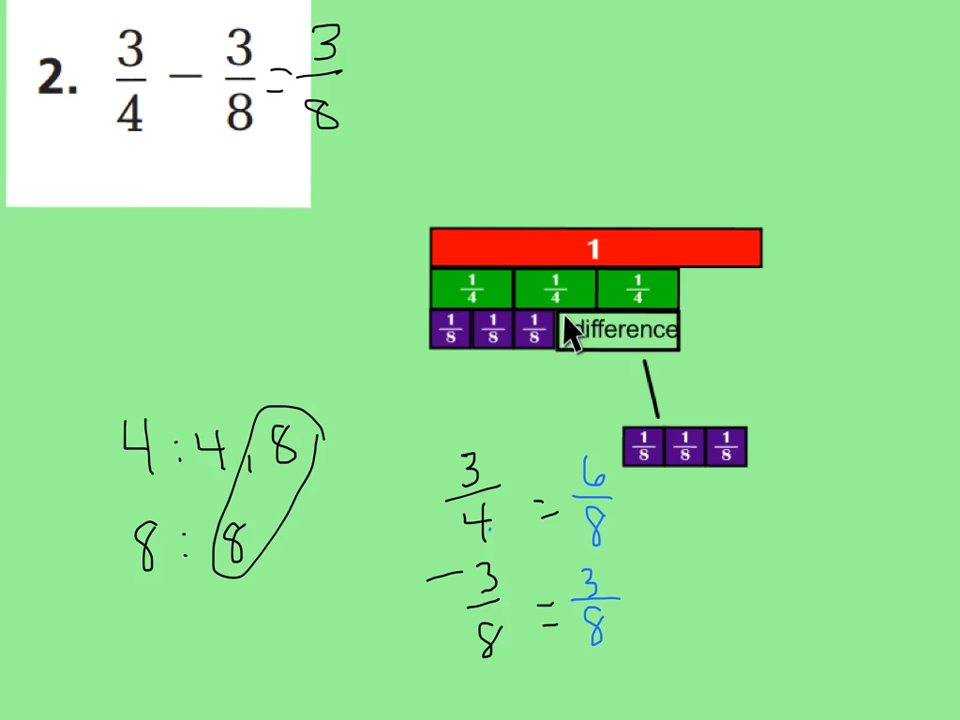 2. 3/4 − 3/8 = 3/8
1
1/4 1/4 1/4
1/8 1/8 1/8 difference
1/8 1/8 1/8
4 : 4, 8
8 : 8
3/4 = 6/8
− 3/8 = 3/8